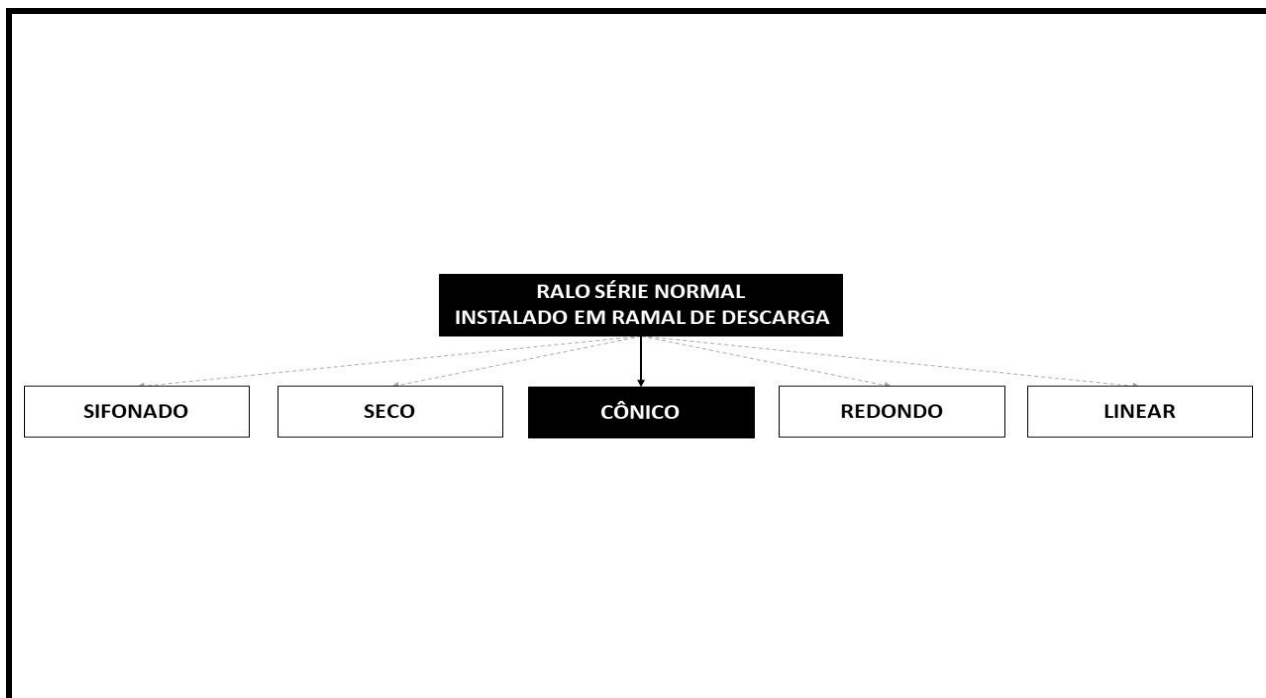 RALO SÉRIE NORMAL
INSTALADO EM RAMAL DE DESCARGA
SIFONADO
SECO
CÔNICO
REDONDO
LINEAR